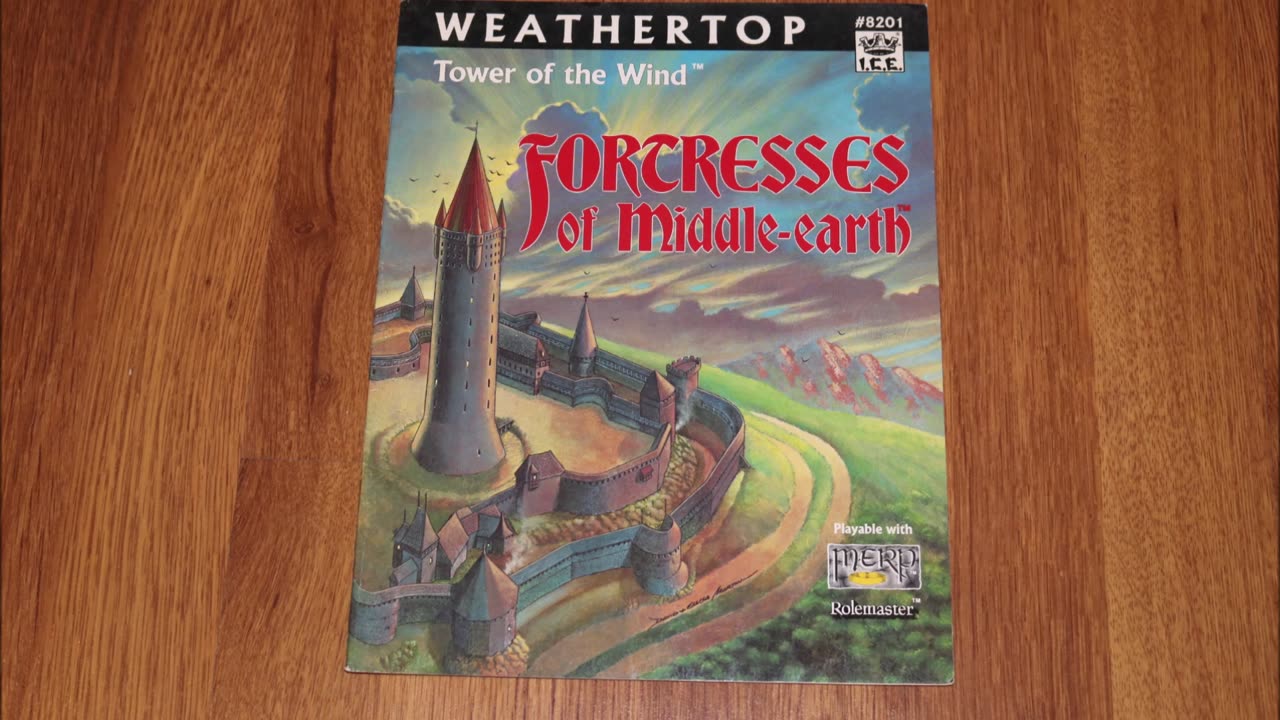 WEATHERTOP
#8201
I.C.E.
Tower of the Wind™
FORTRESSES
of Middle-earth™
Playable with
MERP
Rolemaster™